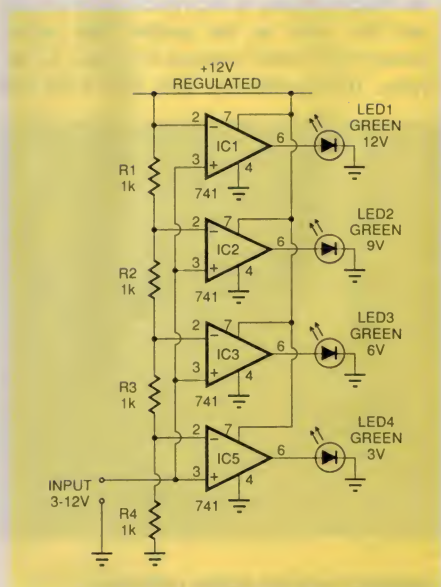 +12V
REGULATED
2
7
−
IC1
6
3
+
4
741
LED1
GREEN
12V
R1
1k
2
7
−
IC2
6
3
+
4
741
LED2
GREEN
9V
R2
1k
2
7
−
IC3
6
3
+
4
741
LED3
GREEN
6V
R3
1k
2
7
−
IC5
6
3
+
4
741
LED4
GREEN
3V
INPUT
3-12V
R4
1k